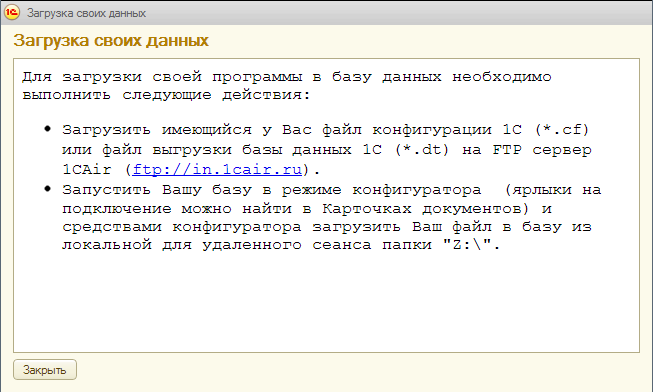 1С Загрузка своих данных
Загрузка своих данных
Для загрузки своей программы в базу данных необходимо
выполнить следующие действия:
• Загрузить имеющийся у Вас файл конфигурации 1С (*.cf)
или файл выгрузки базы данных 1С (*.dt) на FTP сервер
1CAir (ftp://in.1cair.ru).
• Запустить Вашу базу в режиме конфигуратора  (ярлыки на
подключение можно найти в Карточках документов) и
средствами конфигуратора загрузить Ваш файл в базу из
локальной для удаленного сеанса папки "Z:\".
Закрыть